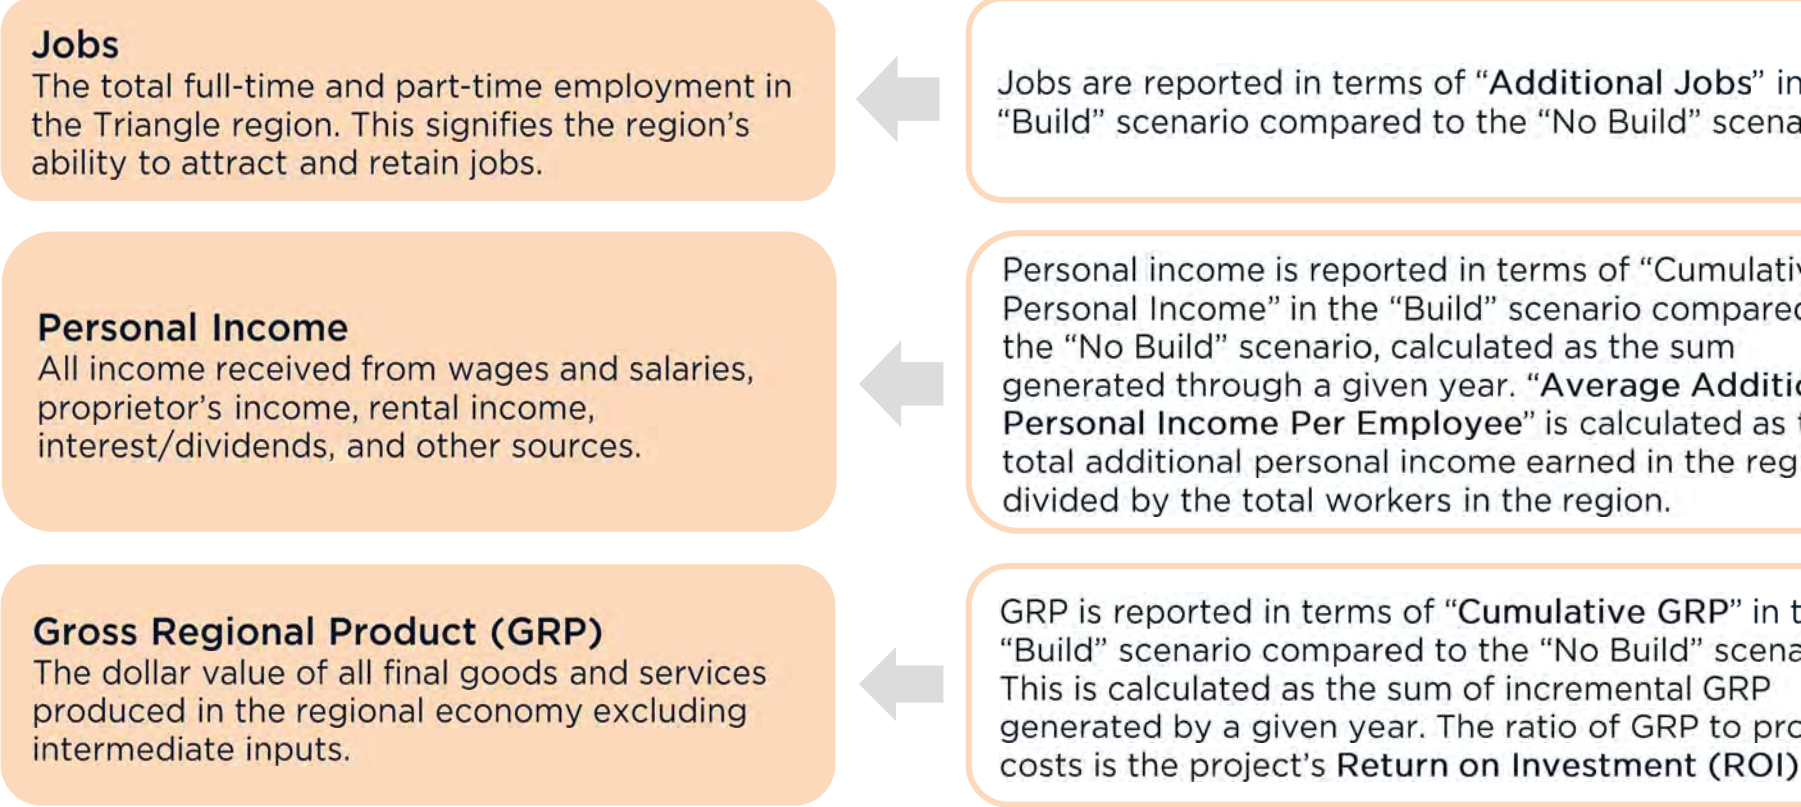 Jobs
The total full-time and part-time employment in
the Triangle region. This signifies the region's
ability to attract and retain jobs.
Jobs are reported in terms of “Additional Jobs” in
“Build” scenario compared to the “No Build”
Personal Income
All income received from wages and salaries,
proprietor's income, rental income,
interest/dividends, and other sources.
Personal income is reported in terms of
Personal Income” in the “Build” scenario
the “No Build” scenario, calculated as the sum
generated through a given year. “Average
Personal Income Per Employee” is calculated as
total additional personal income earned in the
divided by the total workers in the region.
Gross Regional Product (GRP)
The dollar value of all final goods and services
produced in the regional economy excluding
intermediate inputs.
GRP is reported in terms of “Cumulative GRP” in
“Build” scenario compared to the “No Build”
This is calculated as the sum of incremental GRP
generated by a given year. The ratio of GRP to
costs is the project's Return on Investment (ROI)